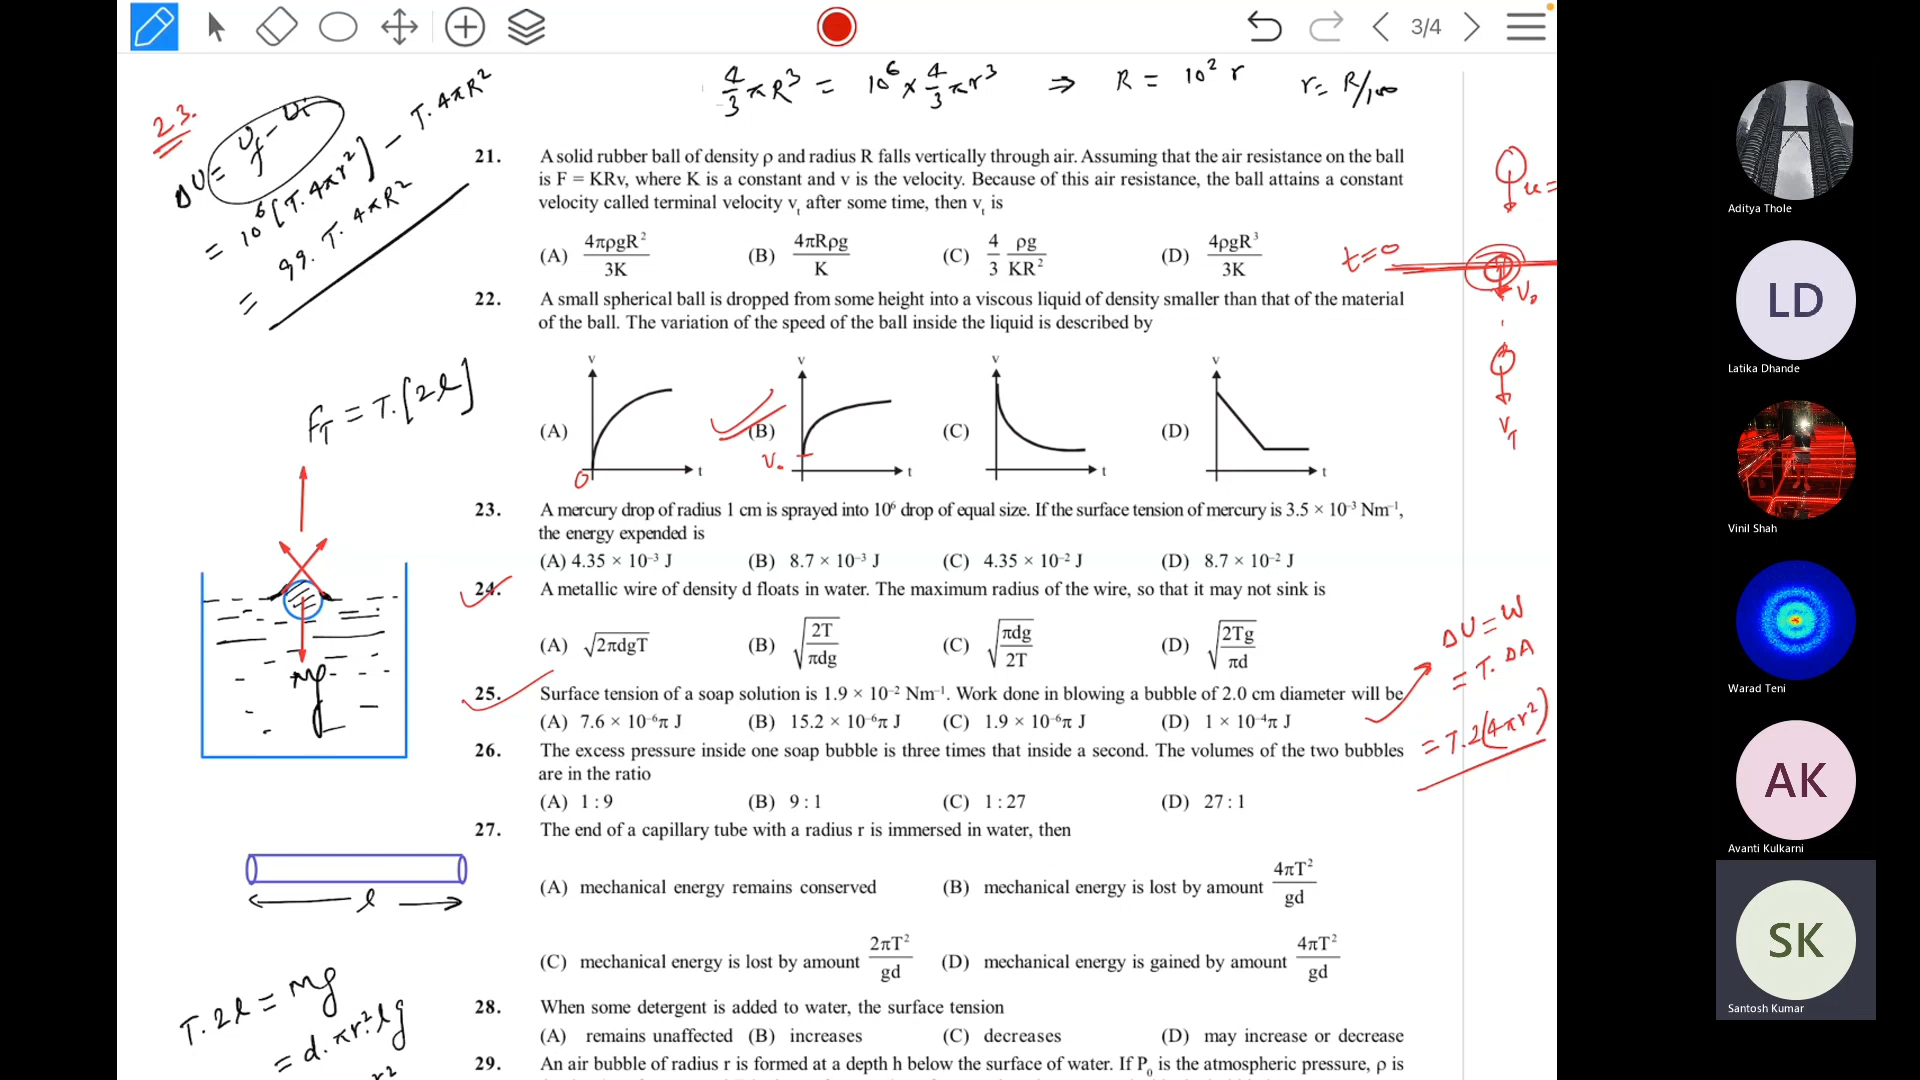 3/4
4/3 πR³ = 10⁶ × 4/3 πr³ ⇒ R = 10² r r = R/100
23.
ΔU = Uf - Ui
= 10⁶[T.4πr²] - T.4πR²
= 99.T.4πR²
21. A solid rubber ball of density ρ and radius R falls vertically through air. Assuming that the air resistance on the ball
is F = KRv, where K is a constant and v is the velocity. Because of this air resistance, the ball attains a constant
velocity called terminal velocity vₜ after some time, then vₜ is
(A) 4πρgR²/3K (B) 4πRρg/K (C) 4/3 ρg/KR² (D) 4ρgR³/3K
t=0
u=
V₀
V_T
22. A small spherical ball is dropped from some height into a viscous liquid of density smaller than that of the material
of the ball. The variation of the speed of the ball inside the liquid is described by
v v v v
(A) (B) (C) (D)
t t t t
0 V₀
F_T = T.[2l]
mg
23. A mercury drop of radius 1 cm is sprayed into 10⁶ drop of equal size. If the surface tension of mercury is 3.5 × 10⁻³ Nm⁻¹,
the energy expended is
(A) 4.35 × 10⁻³ J (B) 8.7 × 10⁻³ J (C) 4.35 × 10⁻² J (D) 8.7 × 10⁻² J
24. A metallic wire of density d floats in water. The maximum radius of the wire, so that it may not sink is
(A) √2πdgT (B) √2T/πdg (C) √πdg/2T (D) √2Tg/πd
25. Surface tension of a soap solution is 1.9 × 10⁻² Nm⁻¹. Work done in blowing a bubble of 2.0 cm diameter will be
(A) 7.6 × 10⁻⁶π J (B) 15.2 × 10⁻⁶π J (C) 1.9 × 10⁻⁶π J (D) 1 × 10⁻⁴π J
ΔU = W
= T.ΔA
= T.2(4πr²)
26. The excess pressure inside one soap bubble is three times that inside a second. The volumes of the two bubbles
are in the ratio
(A) 1 : 9 (B) 9 : 1 (C) 1 : 27 (D) 27 : 1
27. The end of a capillary tube with a radius r is immersed in water, then
(A) mechanical energy remains conserved (B) mechanical energy is lost by amount 4πT²/gd
(C) mechanical energy is lost by amount 2πT²/gd (D) mechanical energy is gained by amount 4πT²/gd
l
T.2l = mg
= d.πr².lg
28. When some detergent is added to water, the surface tension
(A) remains unaffected (B) increases (C) decreases (D) may increase or decrease
29. An air bubble of radius r is formed at a depth h below the surface of water. If P₀ is the atmospheric pressure, ρ is
Aditya Thole
LD
Latika Dhande
Vinil Shah
Warad Teni
AK
Avanti Kulkarni
SK
Santosh Kumar